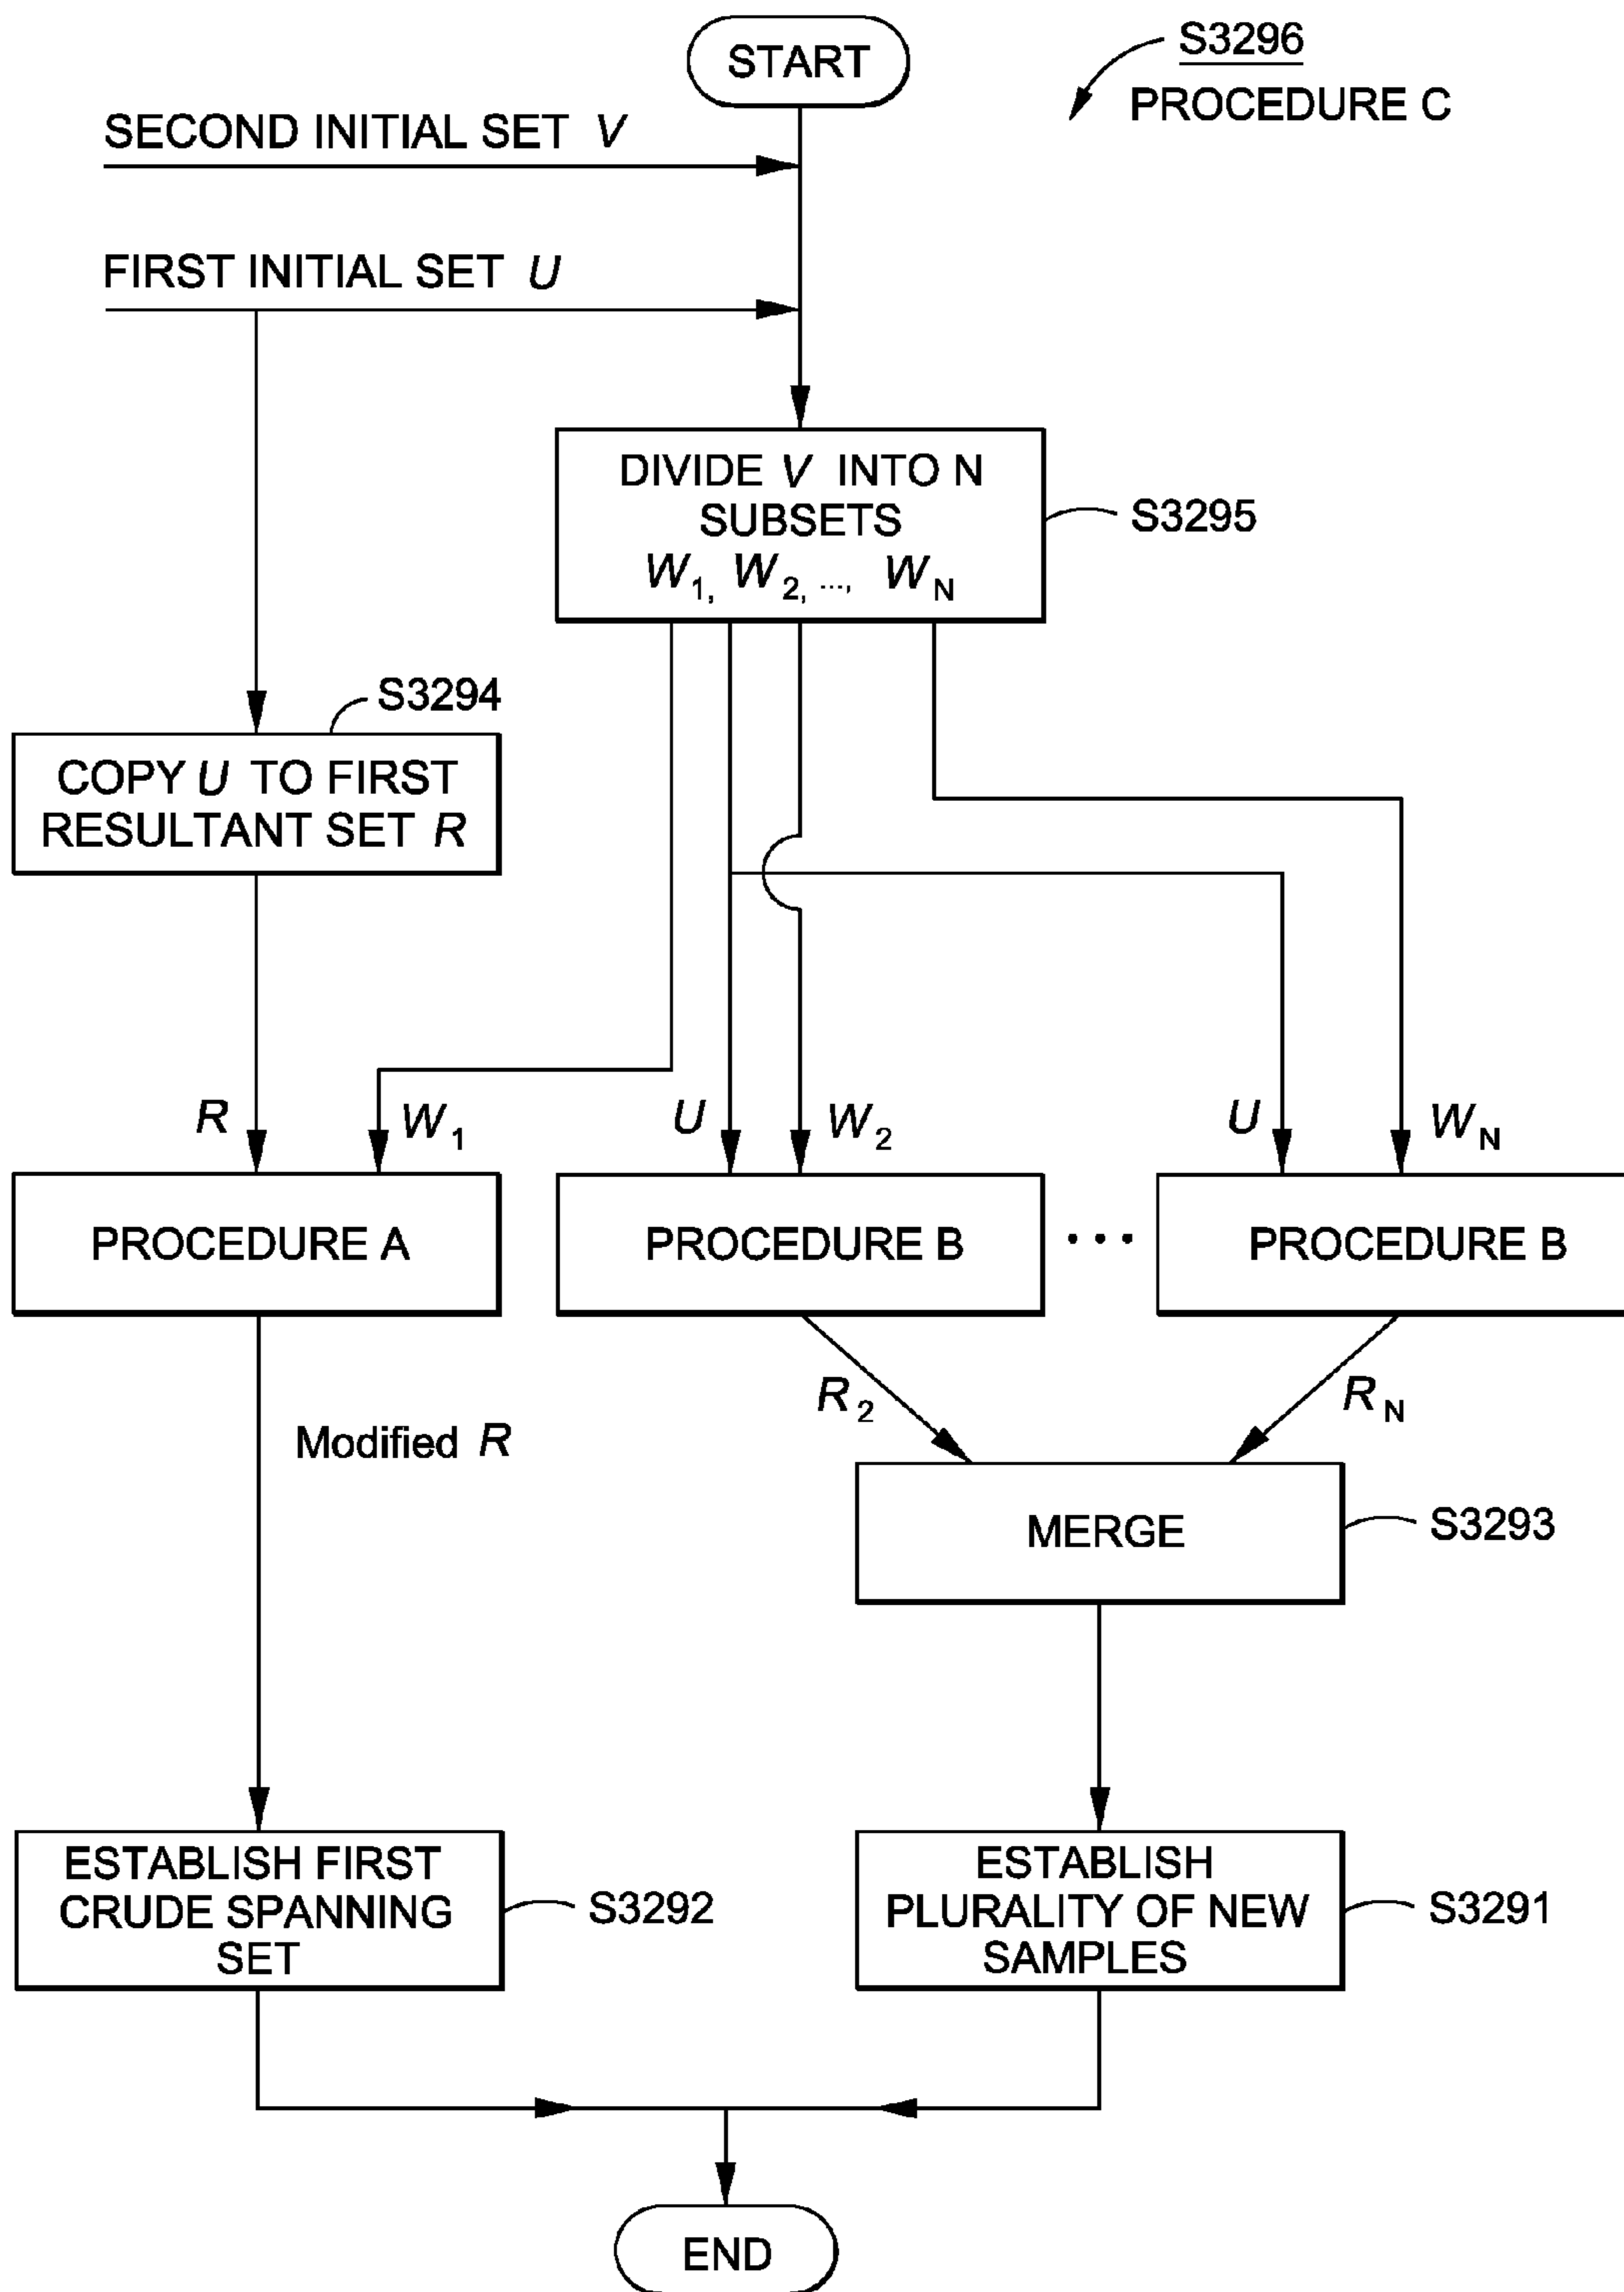 START
S3296
PROCEDURE C
SECOND INITIAL SET V
FIRST INITIAL SET U
DIVIDE V INTO N
SUBSETS
W1, W2, ..., WN
S3295
S3294
COPY U TO FIRST
RESULTANT SET R
R
W1
U
W2
U
WN
PROCEDURE A
PROCEDURE B
...
PROCEDURE B
R2
RN
Modified R
MERGE
S3293
ESTABLISH FIRST
CRUDE SPANNING
SET
S3292
ESTABLISH
PLURALITY OF NEW
SAMPLES
S3291
END